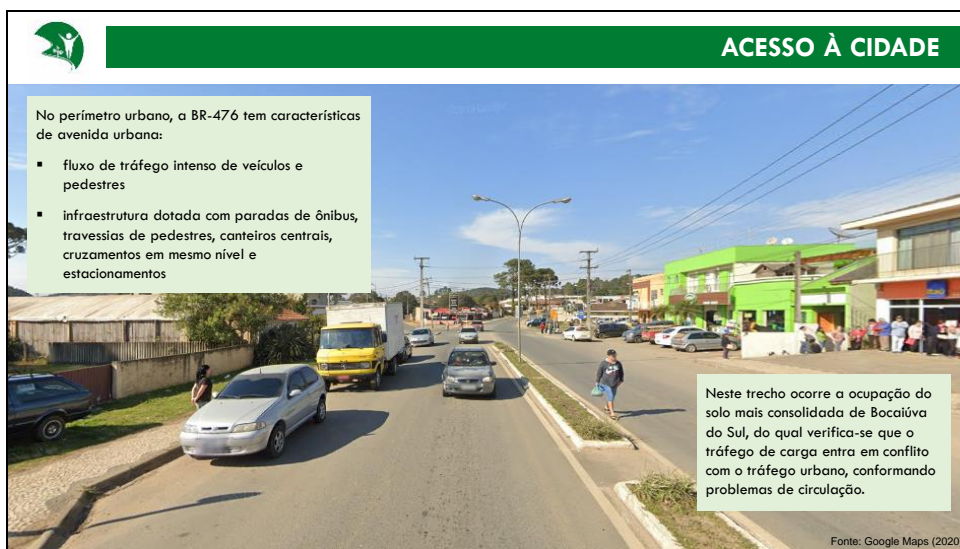 ACESSO À CIDADE
No perímetro urbano, a BR-476 tem características
de avenida urbana:
▪ fluxo de tráfego intenso de veículos e
pedestres
▪ infraestrutura dotada com paradas de ônibus,
travessias de pedestres, canteiros centrais,
cruzamentos em mesmo nível e
estacionamentos
Neste trecho ocorre a ocupação do
solo mais consolidada de Bocaiúva
do Sul, do qual verifica-se que o
tráfego de carga entra em conflito
com o tráfego urbano, conformando
problemas de circulação.
Fonte: Google Maps (2020)